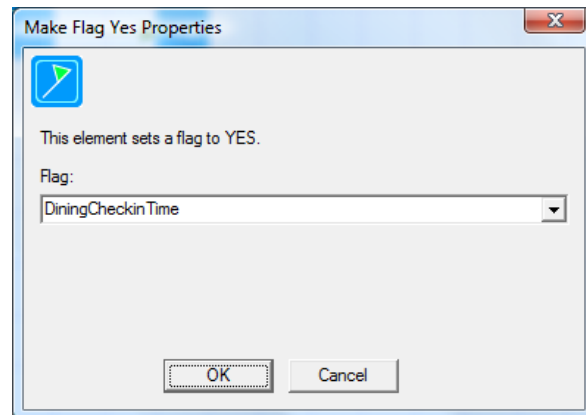 Make Flag Yes Properties
This element sets a flag to YES.
Flag:
DiningCheckinTime
OK Cancel